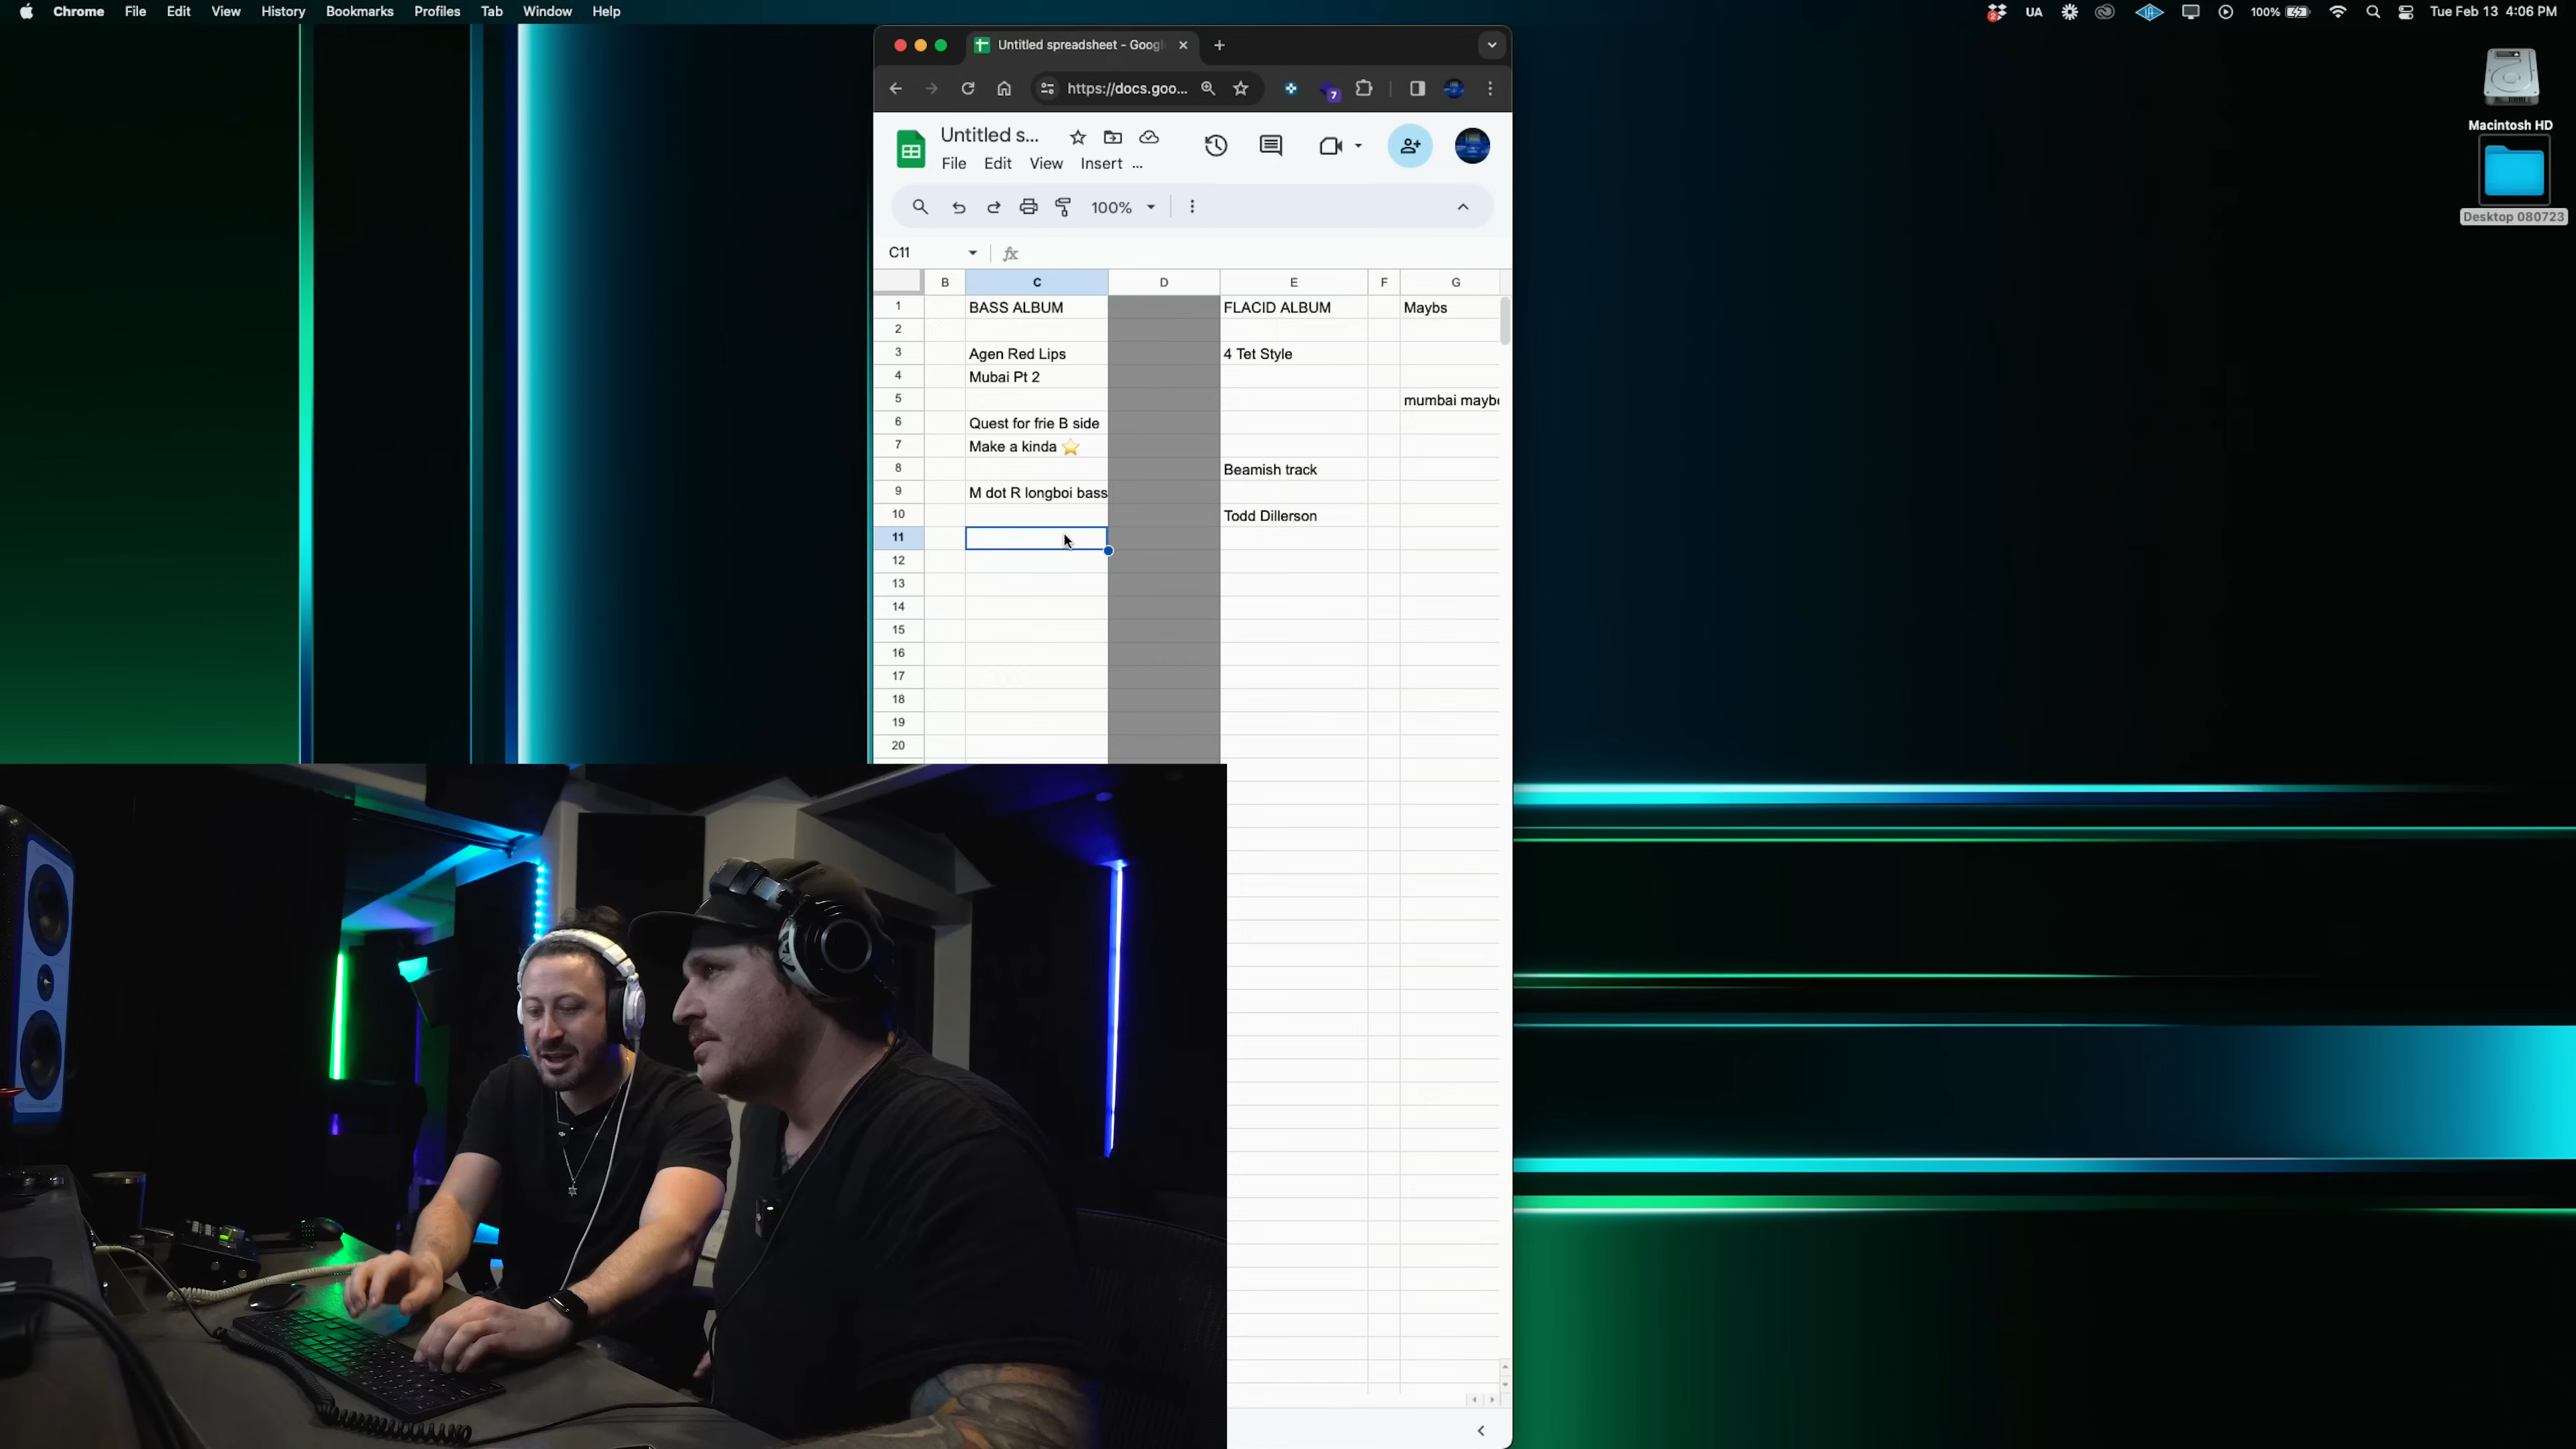 Chrome File Edit View History Bookmarks Profiles Tab Window Help
UA 100% Tue Feb 13 4:06 PM
Untitled spreadsheet - Googl
https://docs.goo...
7
Macintosh HD
Desktop 080723
Untitled s...
File Edit View Insert ...
100%
C11
B C D E F G
1 BASS ALBUM FLACID ALBUM Maybs
2
3 Agen Red Lips 4 Tet Style
4 Mubai Pt 2
5 mumbai maybe
6 Quest for frie B side
7 Make a kinda ⭐
8 Beamish track
9 M dot R longboi bass
10 Todd Dillerson
11
12
13
14
15
16
17
18
19
20